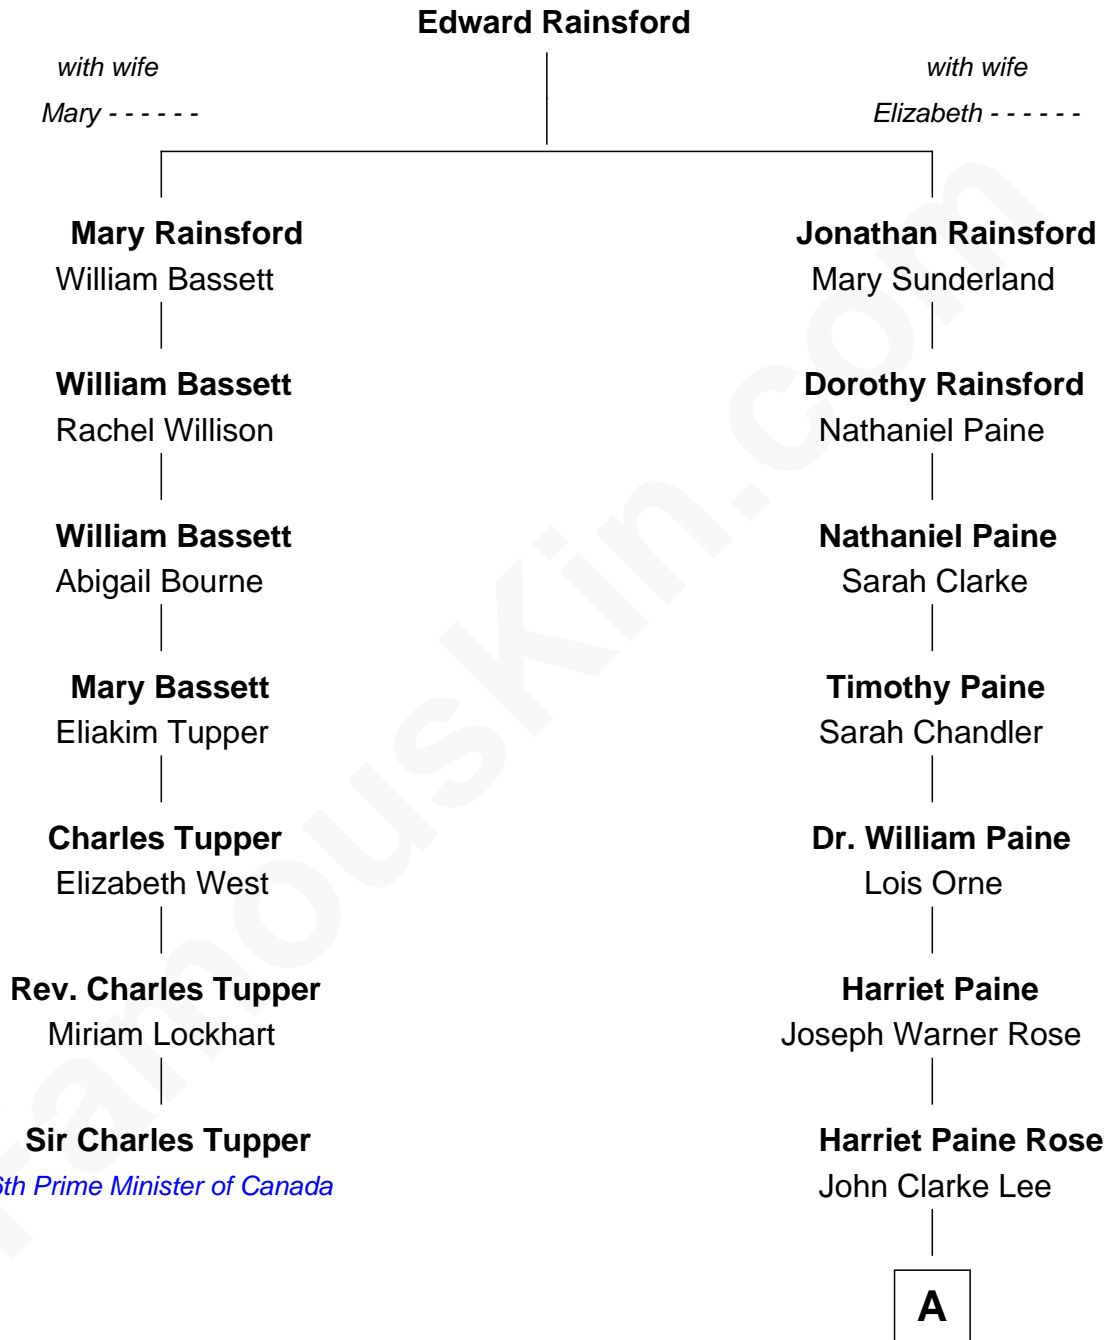 Edward Rainsford
with wife
Mary - - - - - -
with wife
Elizabeth - - - - - -
Mary Rainsford
William Bassett
Jonathan Rainsford
Mary Sunderland
William Bassett
Rachel Willison
Dorothy Rainsford
Nathaniel Paine
William Bassett
Abigail Bourne
Nathaniel Paine
Sarah Clarke
Mary Bassett
Eliakim Tupper
Timothy Paine
Sarah Chandler
Charles Tupper
Elizabeth West
Dr. William Paine
Lois Orne
Rev. Charles Tupper
Miriam Lockhart
Harriet Paine
Joseph Warner Rose
Sir Charles Tupper
6th Prime Minister of Canada
Harriet Paine Rose
John Clarke Lee
A
FamousKin.com